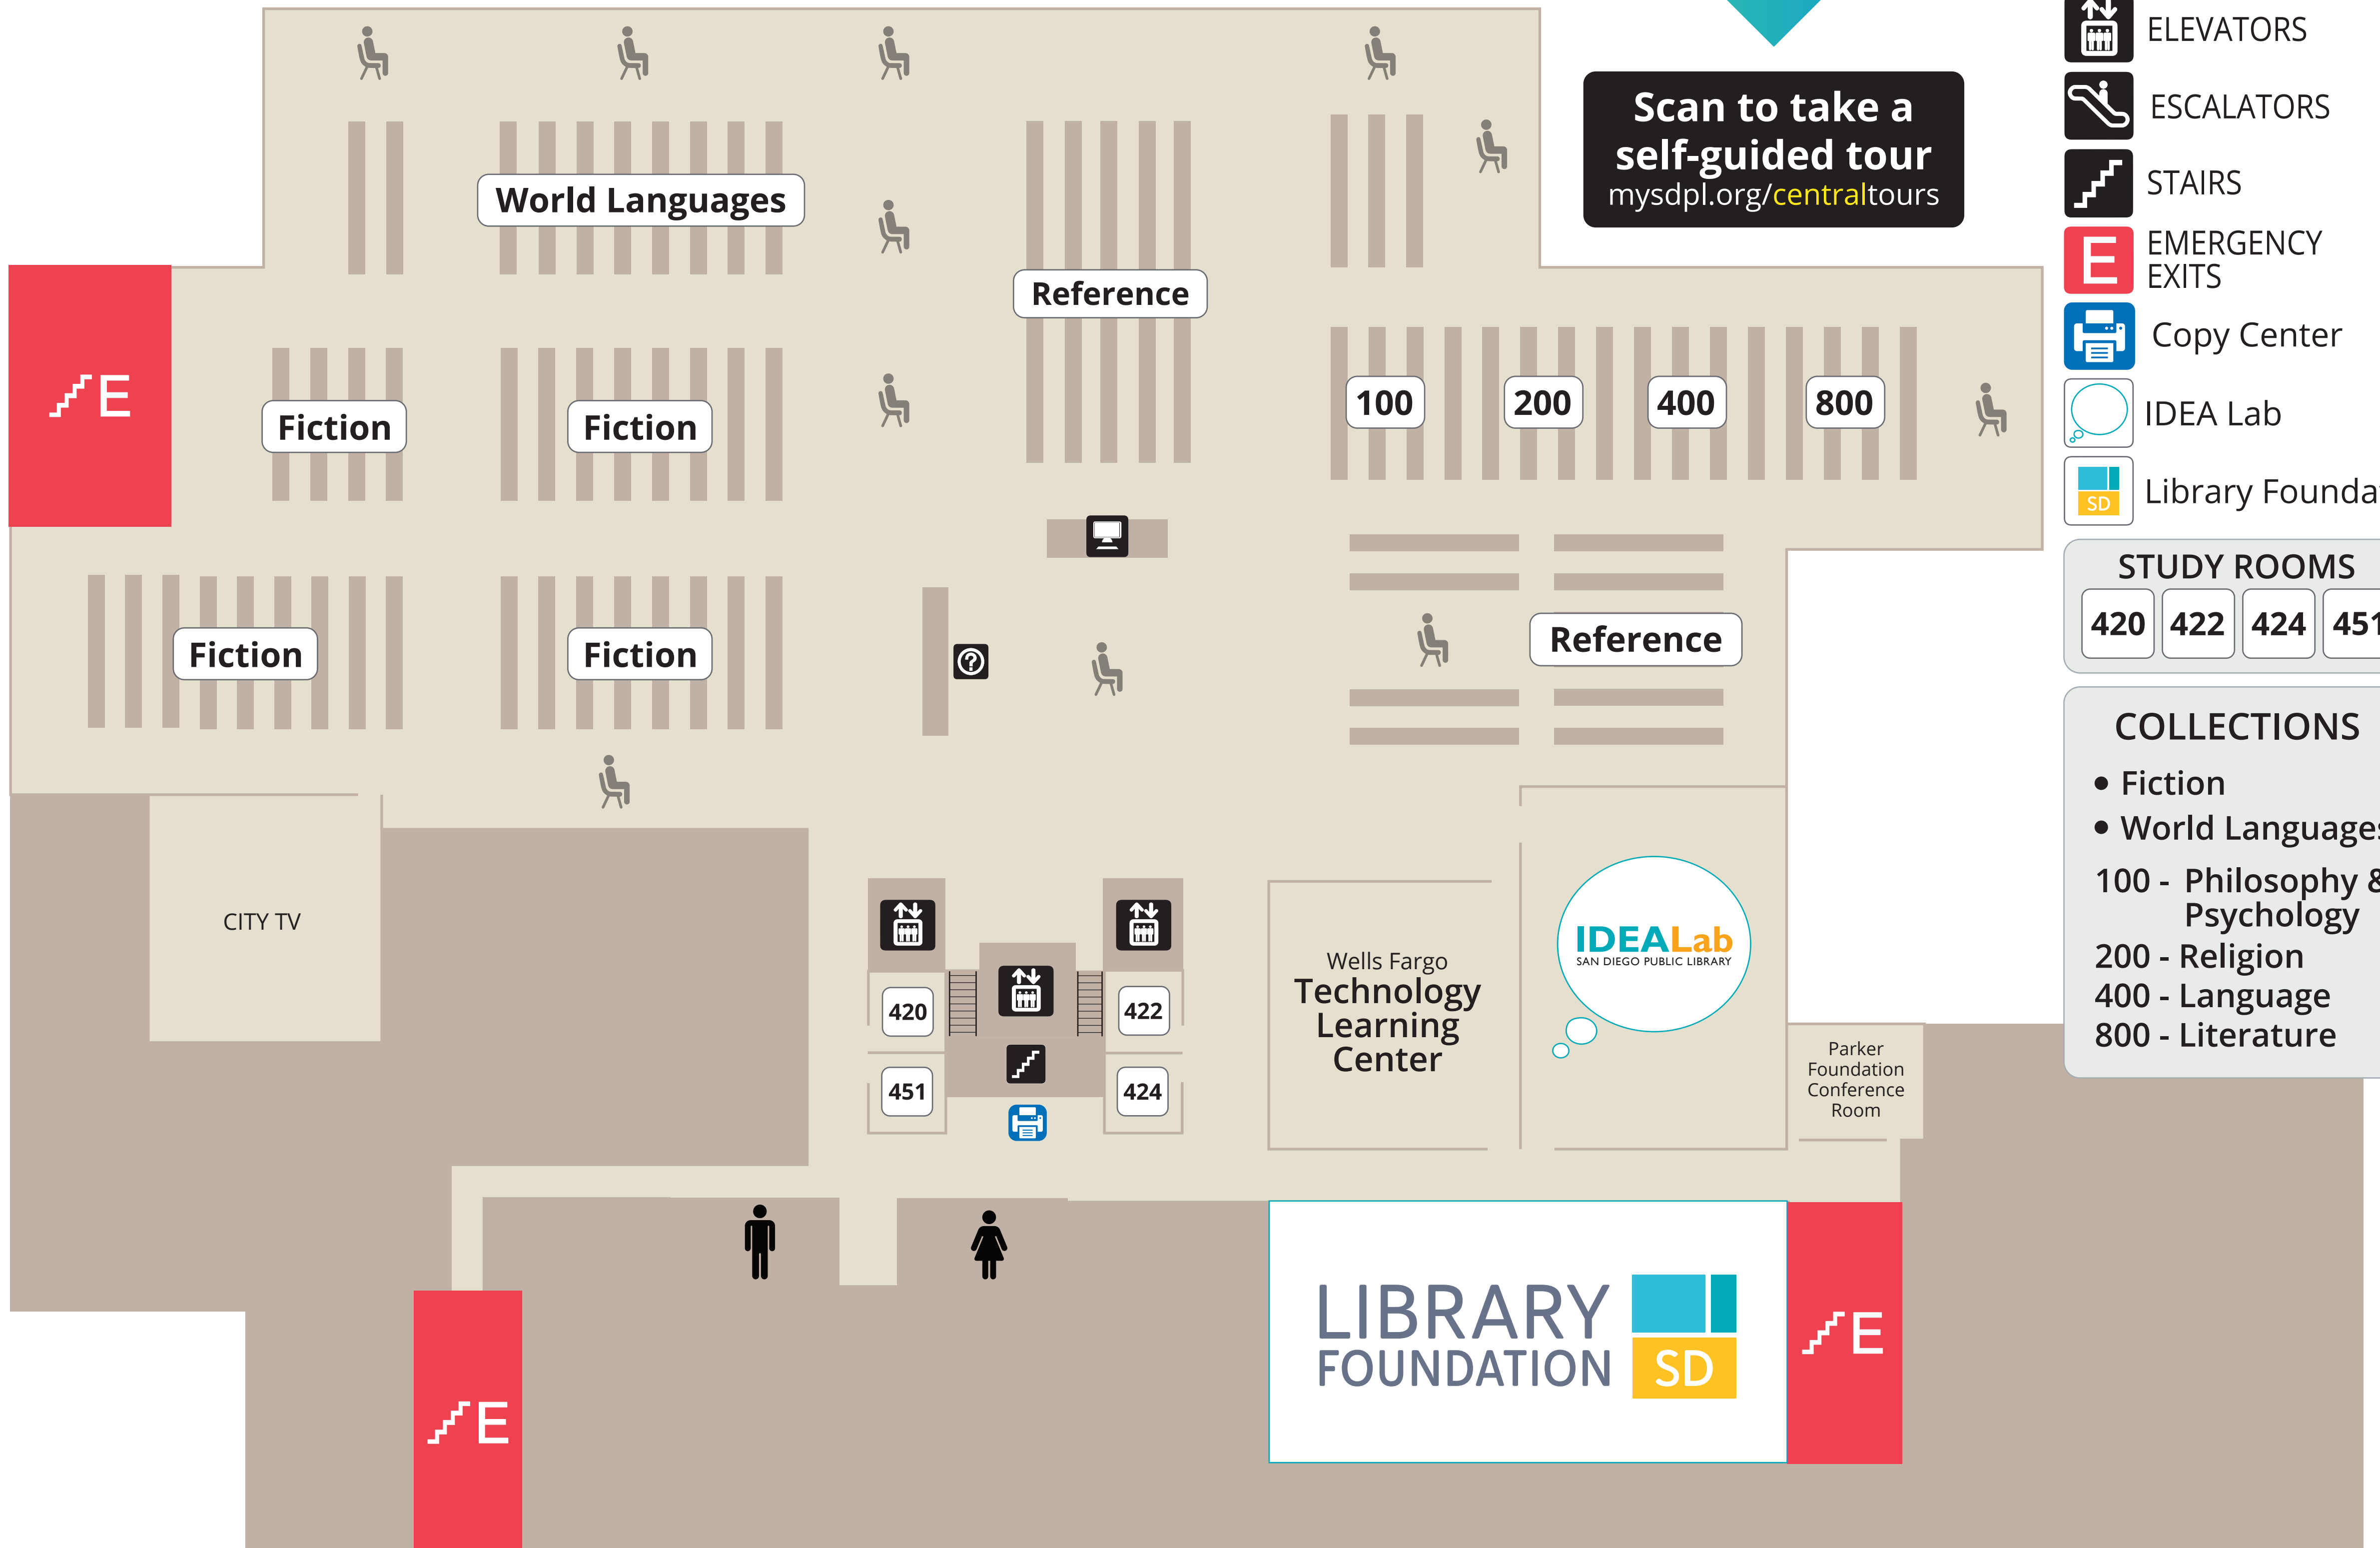 Scan to take a
self-guided tour
mysdpl.org/centraltours
World Languages
Reference
Fiction
Fiction
100
200
400
800
Fiction
Fiction
Reference
E
CITY TV
420
422
451
424
Wells Fargo
Technology
Learning
Center
IDEALab
SAN DIEGO PUBLIC LIBRARY
Parker
Foundation
Conference
Room
LIBRARY
FOUNDATION
SD
E
E
ELEVATORS
ESCALATORS
STAIRS
E
EMERGENCY
EXITS
Copy Center
IDEA Lab
SD
Library Founda
STUDY ROOMS
420 422 424 451
COLLECTIONS
• Fiction
• World Languages
100 - Philosophy &
Psychology
200 - Religion
400 - Language
800 - Literature